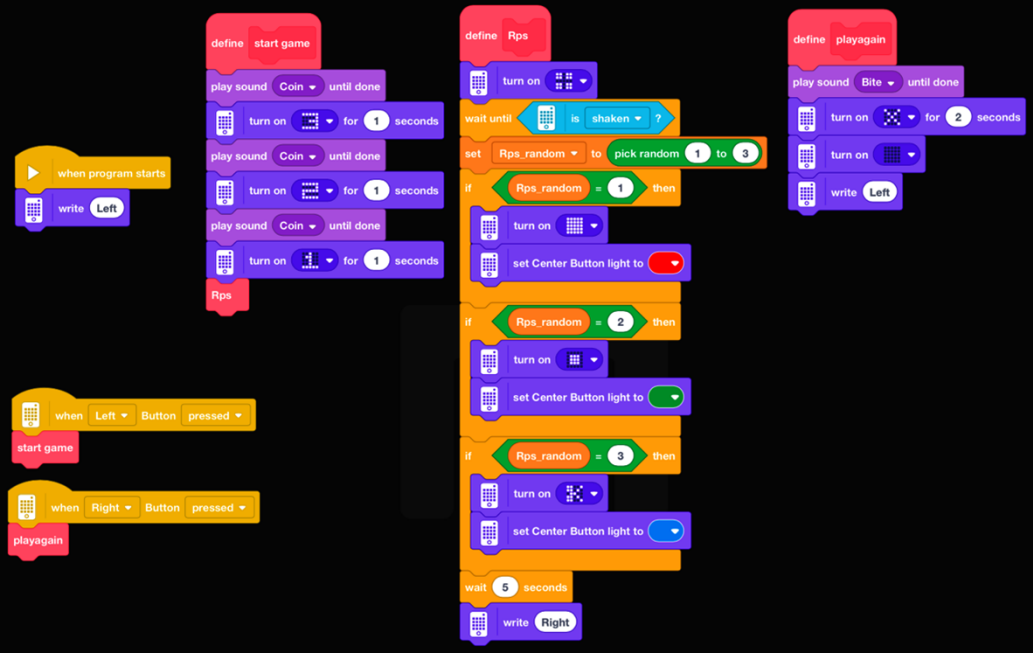 when program starts
write Left
define start game
play sound Coin until done
turn on for 1 seconds
play sound Coin until done
turn on for 1 seconds
play sound Coin until done
turn on for 1 seconds
Rps
when Left Button pressed
start game
when Right Button pressed
playagain
define Rps
turn on
wait until is shaken ?
set Rps_random to pick random 1 to 3
if Rps_random = 1 then
turn on
set Center Button light to
if Rps_random = 2 then
turn on
set Center Button light to
if Rps_random = 3 then
turn on
set Center Button light to
wait 5 seconds
write Right
define playagain
play sound Bite until done
turn on for 2 seconds
turn on
write Left